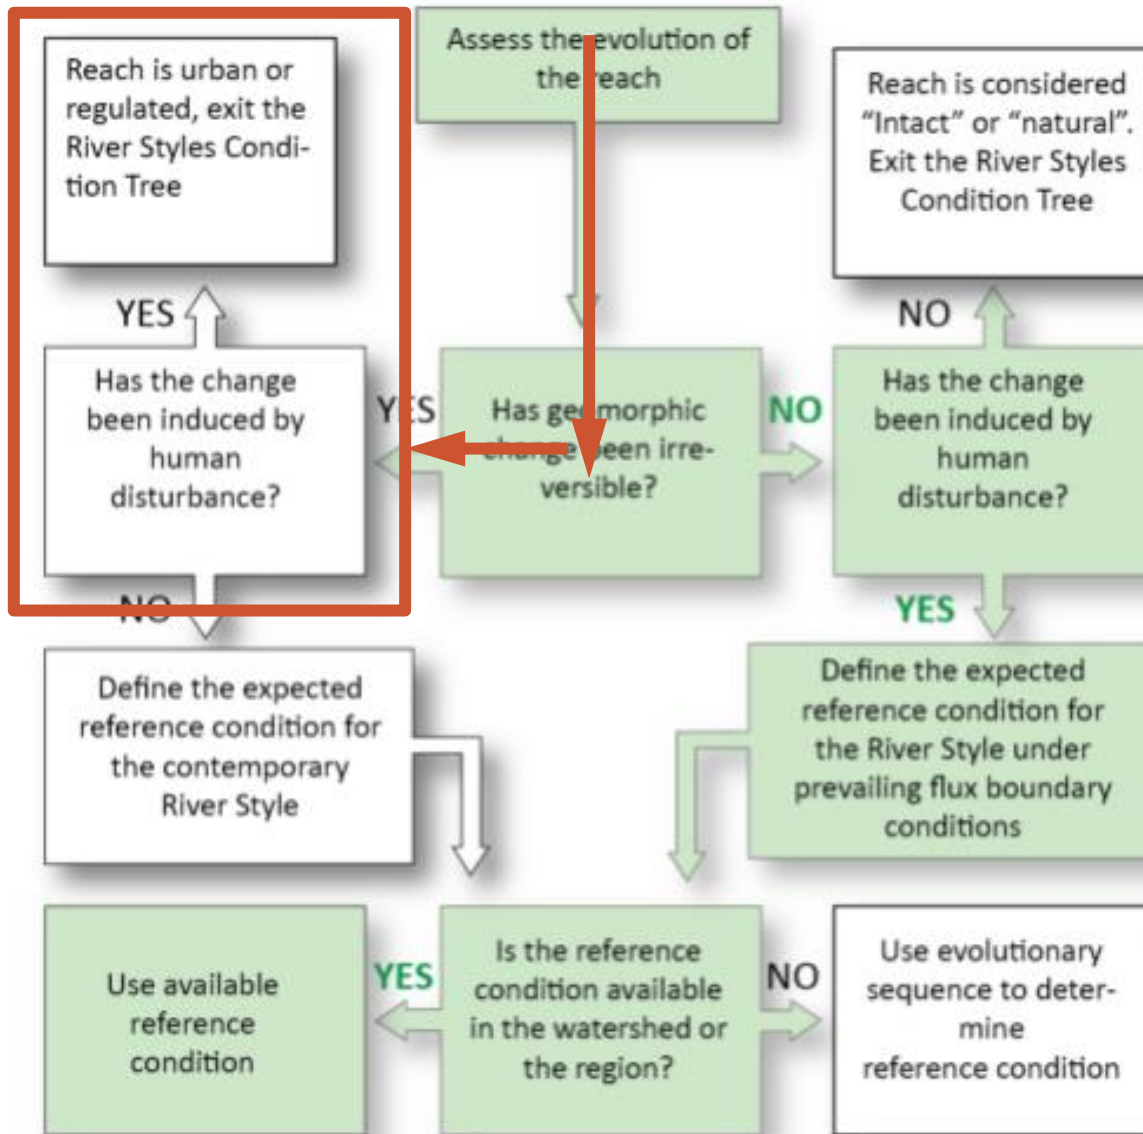 Assess the evolution of
the reach
Reach is urban or
regulated, exit the
River Styles Condi-
tion Tree
Reach is considered
“Intact” or “natural”.
Exit the River Styles
Condition Tree
YES
NO
Has the change
been induced by
human
disturbance?
YES
Has geomorphic
change been irre-
versible?
NO
Has the change
been induced by
human
disturbance?
NO
YES
Define the expected
reference condition for
the contemporary
River Style
Define the expected
reference condition for
the River Style under
prevailing flux boundary
conditions
Use available
reference
condition
YES
Is the reference
condition available
in the watershed or
the region?
NO
Use evolutionary
sequence to deter-
mine
reference condition